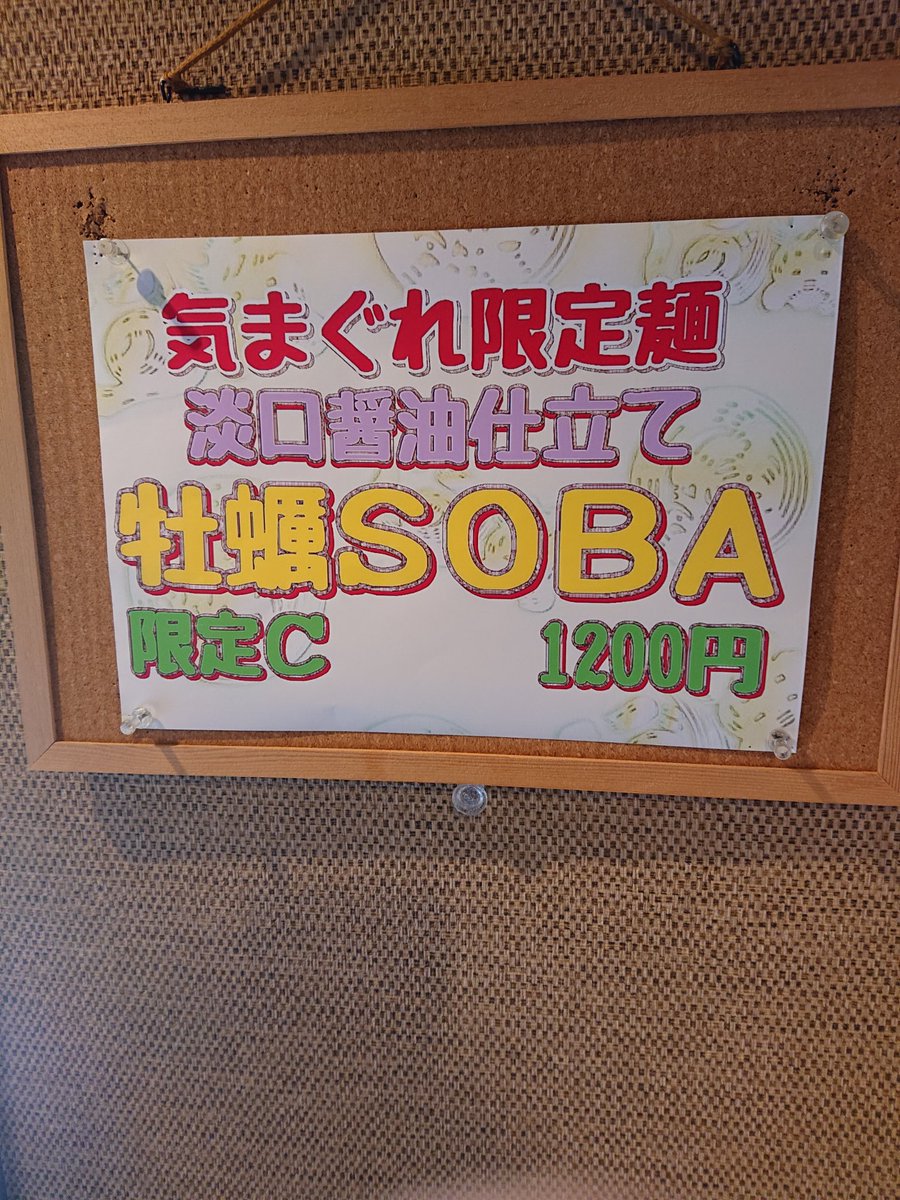 気まぐれ限定麺
淡口醤油仕立て
牡蠣SOBA
限定C 1200円